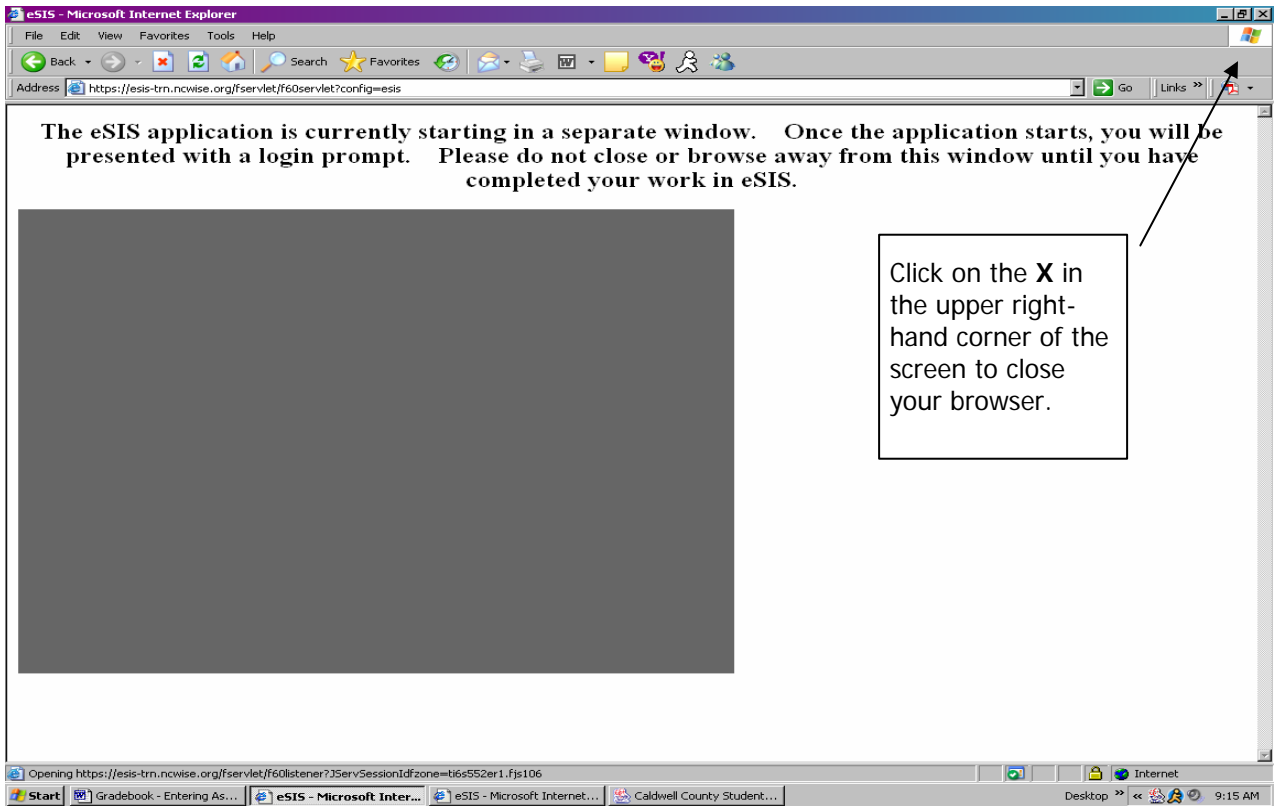 eSIS - Microsoft Internet Explorer
File Edit View Favorites Tools Help
Back Search Favorites
Address https://esis-trn.ncwise.org/fservlet/f60servlet?config=esis Go Links »
The eSIS application is currently starting in a separate window. Once the application starts, you will be
presented with a login prompt. Please do not close or browse away from this window until you have
completed your work in eSIS.
Click on the X in
the upper right-
hand corner of the
screen to close
your browser.
Opening https://esis-trn.ncwise.org/fservlet/f60listener?JServSessionIdfzone=ti6s552er1.fjs106 Internet
Start Gradebook - Entering As... eSIS - Microsoft Inter... eSIS - Microsoft Internet... Caldwell County Student... Desktop » « 9:15 AM